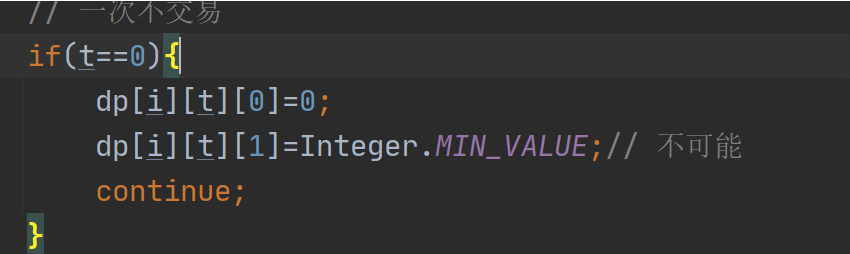 // 一次不交易
if(t==0){
dp[i][t][0]=0;
dp[i][t][1]=Integer.MIN_VALUE;// 不可能
continue;
}